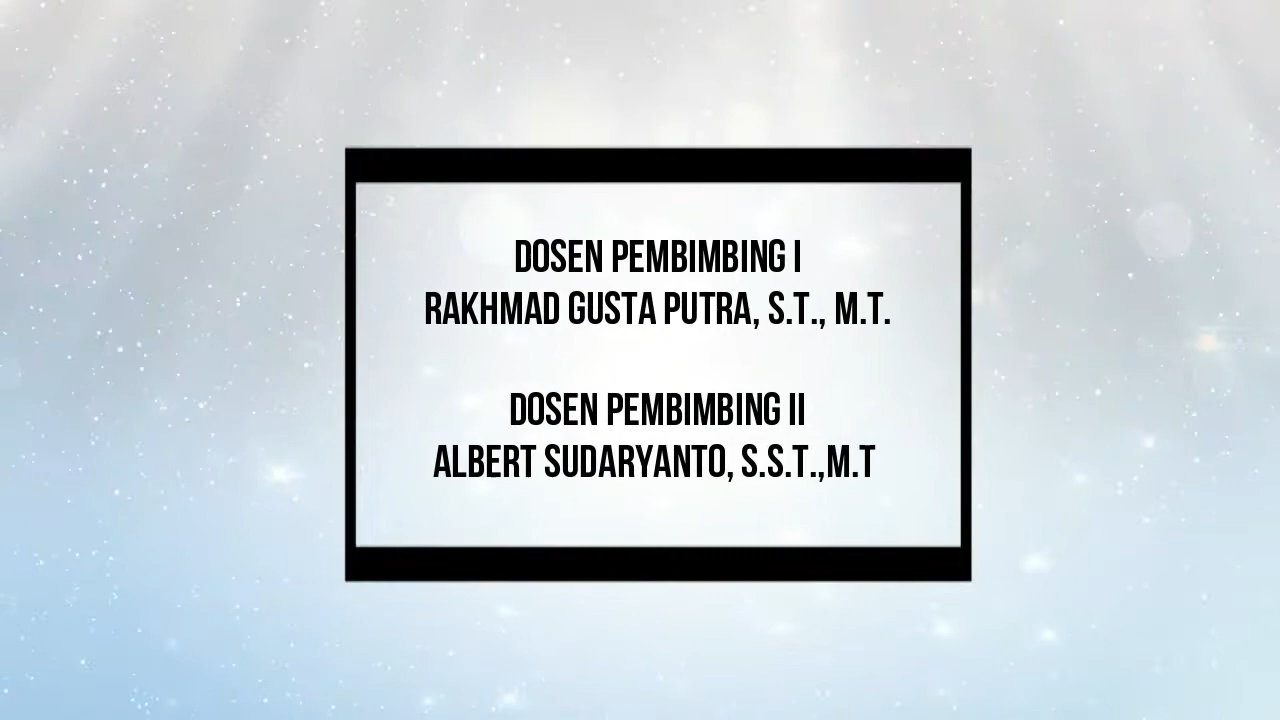 DOSEN PEMBIMBING I
RAKHMAD GUSTA PUTRA, S.T., M.T.
DOSEN PEMBIMBING II
ALBERT SUDARYANTO, S.S.T.,M.T